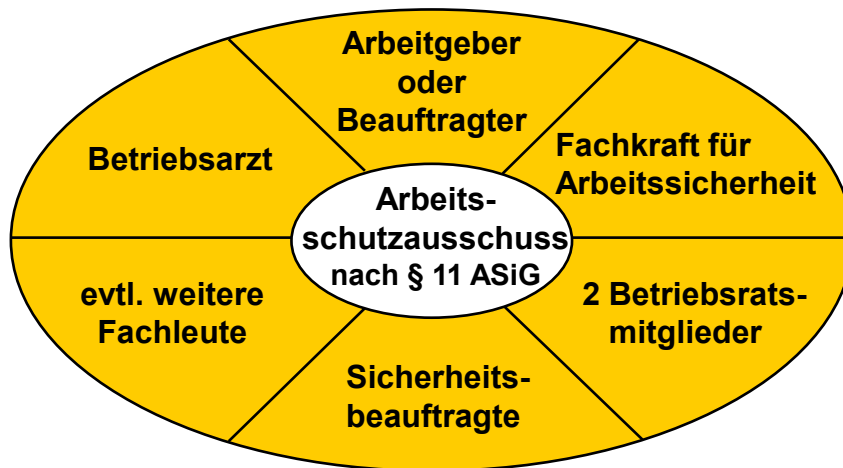 Arbeitgeber
oder
Beauftragter
Betriebsarzt
Fachkraft für
Arbeitssicherheit
Arbeits-
schutzausschuss
nach § 11 ASiG
evtl. weitere
Fachleute
2 Betriebsrats-
mitglieder
Sicherheits-
beauftragte